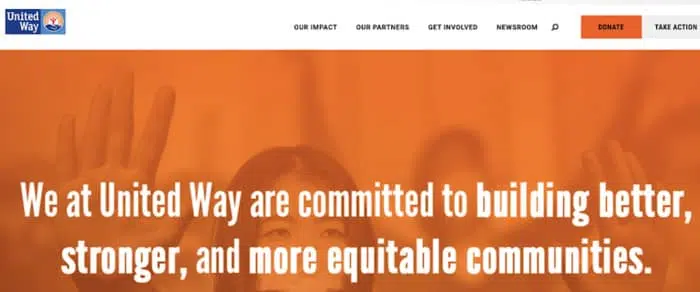 United
Way
OUR IMPACT OUR PARTNERS GET INVOLVED NEWSROOM DONATE TAKE ACTION
We at United Way are committed to building better,
stronger, and more equitable communities.